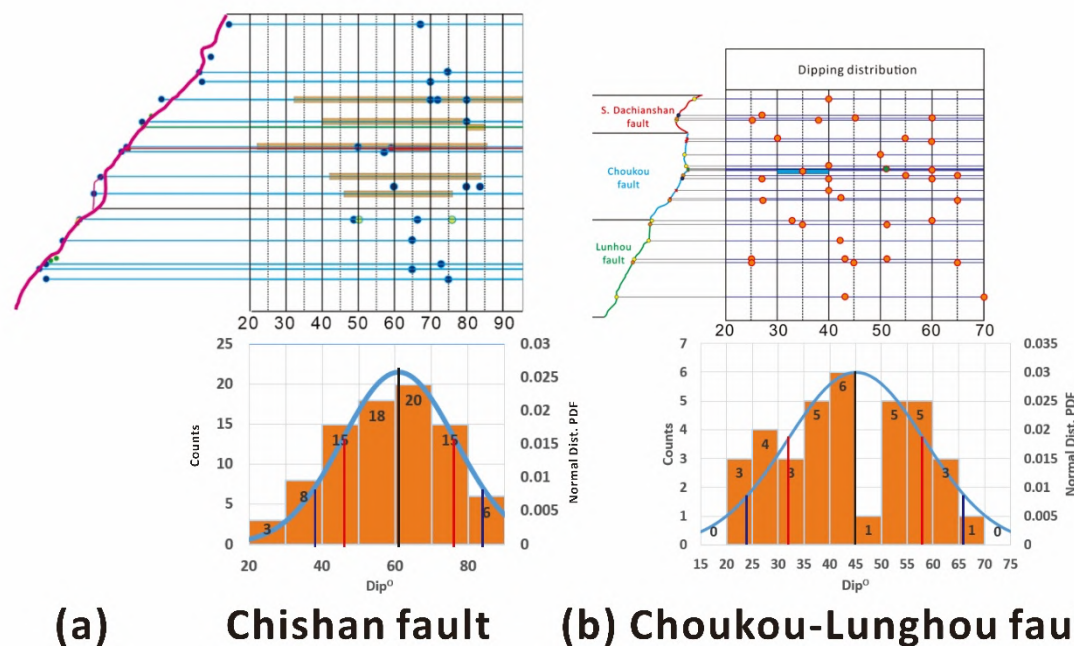 20 30 40 50 60 70 80 90
25
20
15
10
5
0
Counts
3
8
15
18
20
15
6
0.03
0.025
0.02
0.015
0.01
0.005
0
Normal Dist. PDF
20 40 60 80
Dip⁰
Dipping distribution
S. Dachianshan
fault
Choukou
fault
Lunhou
fault
20 30 40 50 60 70
7
6
5
4
3
2
1
0
Counts
0
3
4
3
5
6
1
5
5
3
1
0
0.035
0.03
0.025
0.02
0.015
0.01
0.005
0
Normal Dist. PDF
15 20 25 30 35 40 45 50 55 60 65 70 75
Dip⁰
(a) Chishan fault
(b) Choukou-Lunghou fau